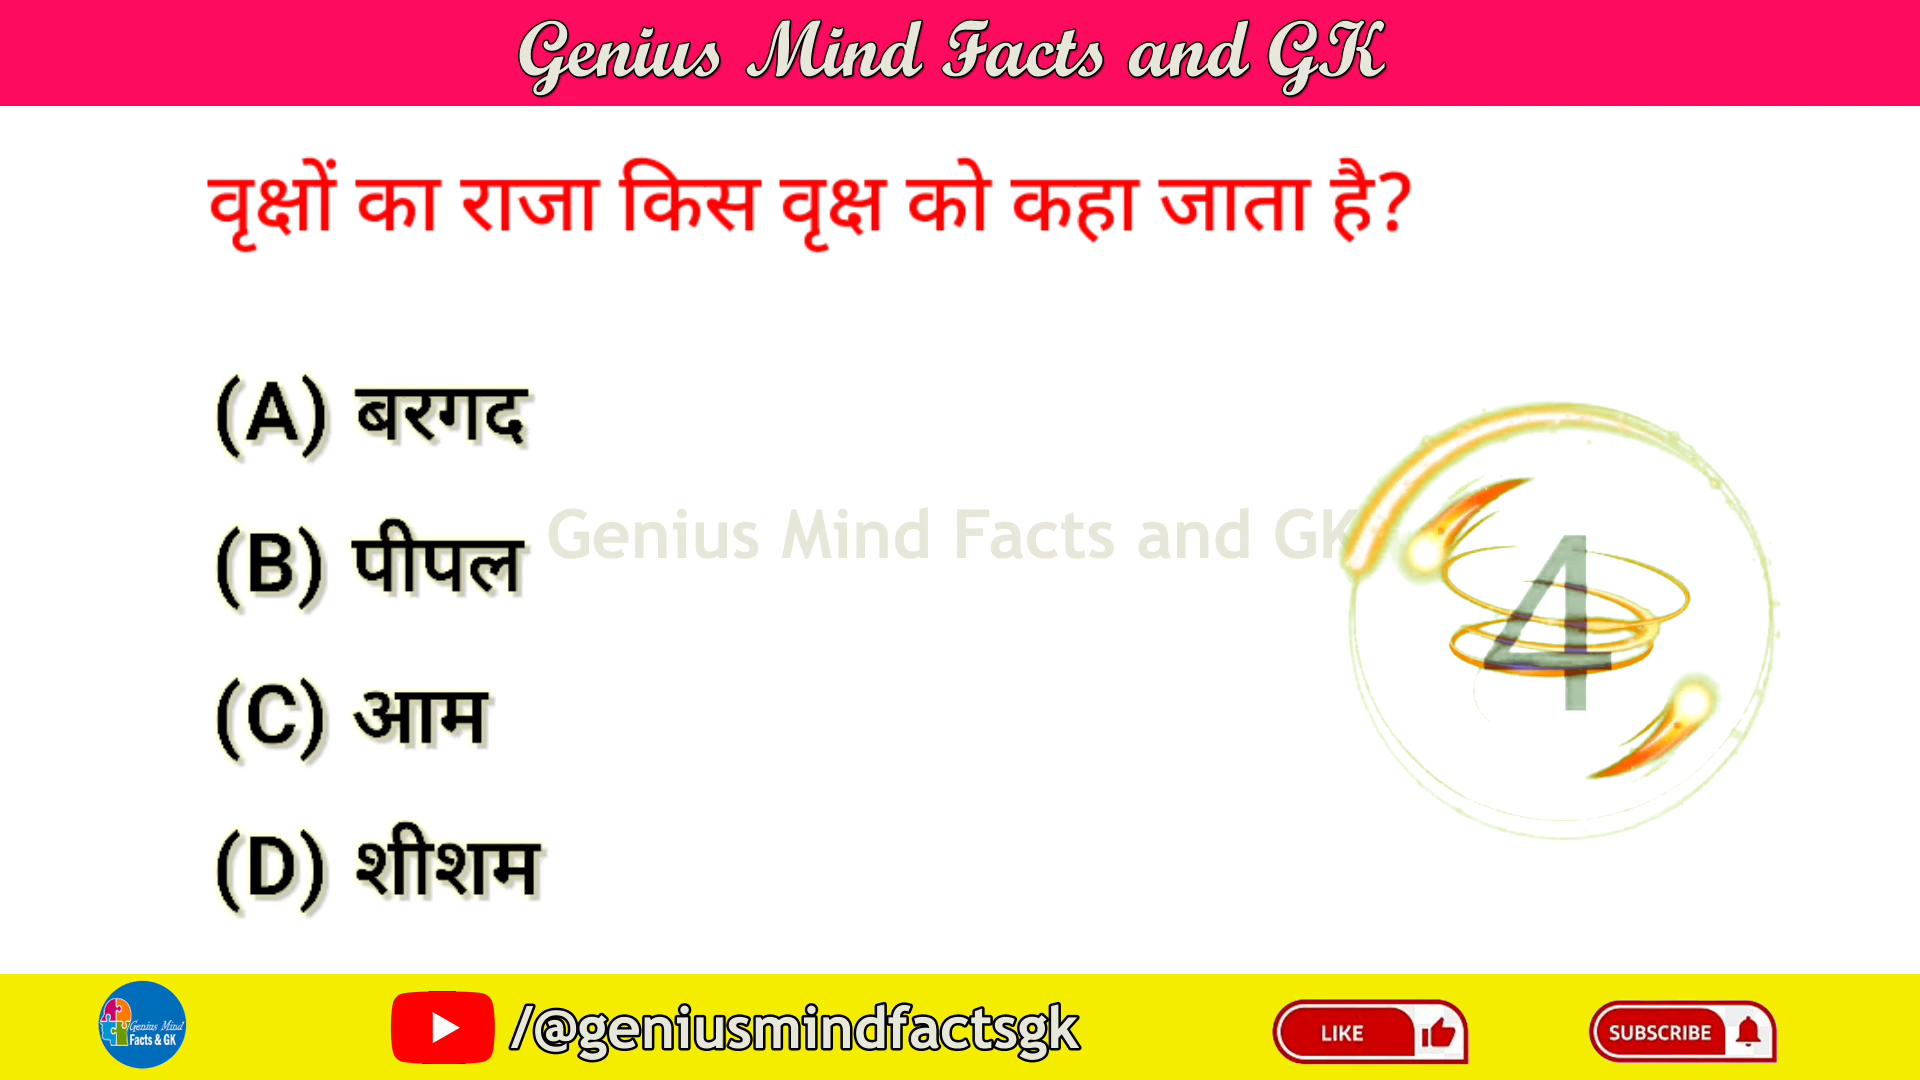 Genius Mind Facts and GK
वृक्षों का राजा किस वृक्ष को कहा जाता है?
(A) बरगद
(B) पीपल
Genius Mind Facts and GK
(C) आम
(D) शीशम
4
Genius Mind
Facts & GK
/@geniusmindfactsgk
LIKE
SUBSCRIBE